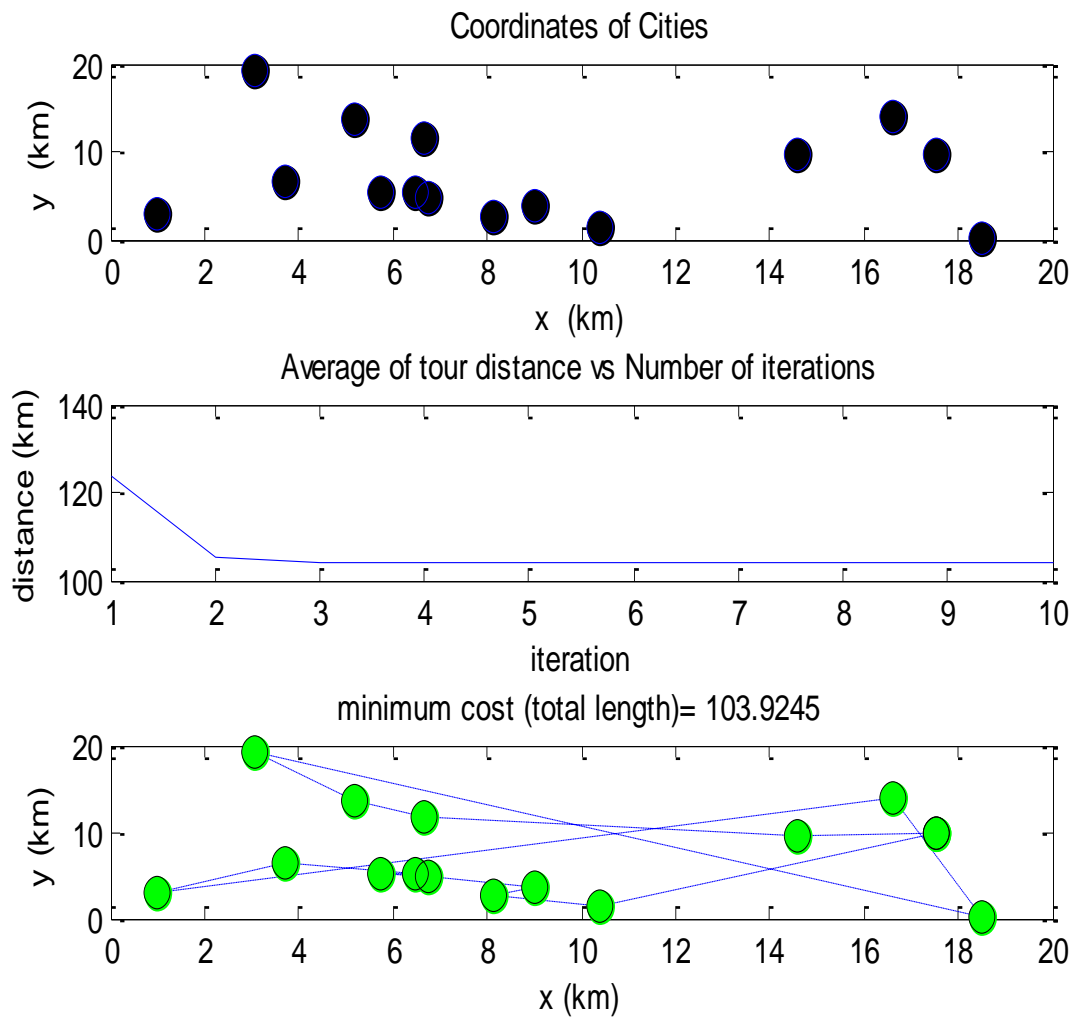 Coordinates of Cities
20
10
0
y (km)
0 2 4 6 8 10 12 14 16 18 20
x (km)
Average of tour distance vs Number of iterations
140
120
100
distance (km)
1 2 3 4 5 6 7 8 9 10
iteration
minimum cost (total length)= 103.9245
20
10
0
y (km)
0 2 4 6 8 10 12 14 16 18 20
x (km)